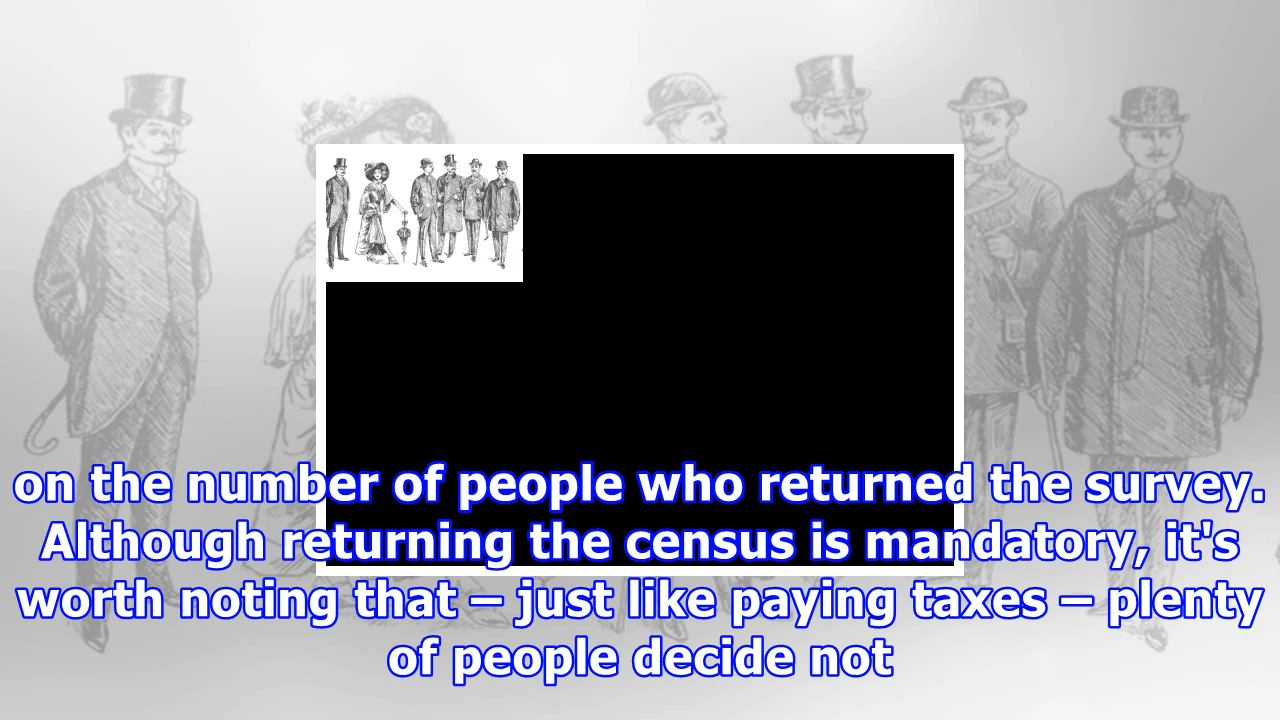 on the number of people who returned the survey.
Although returning the census is mandatory, it's
worth noting that – just like paying taxes – plenty
of people decide not